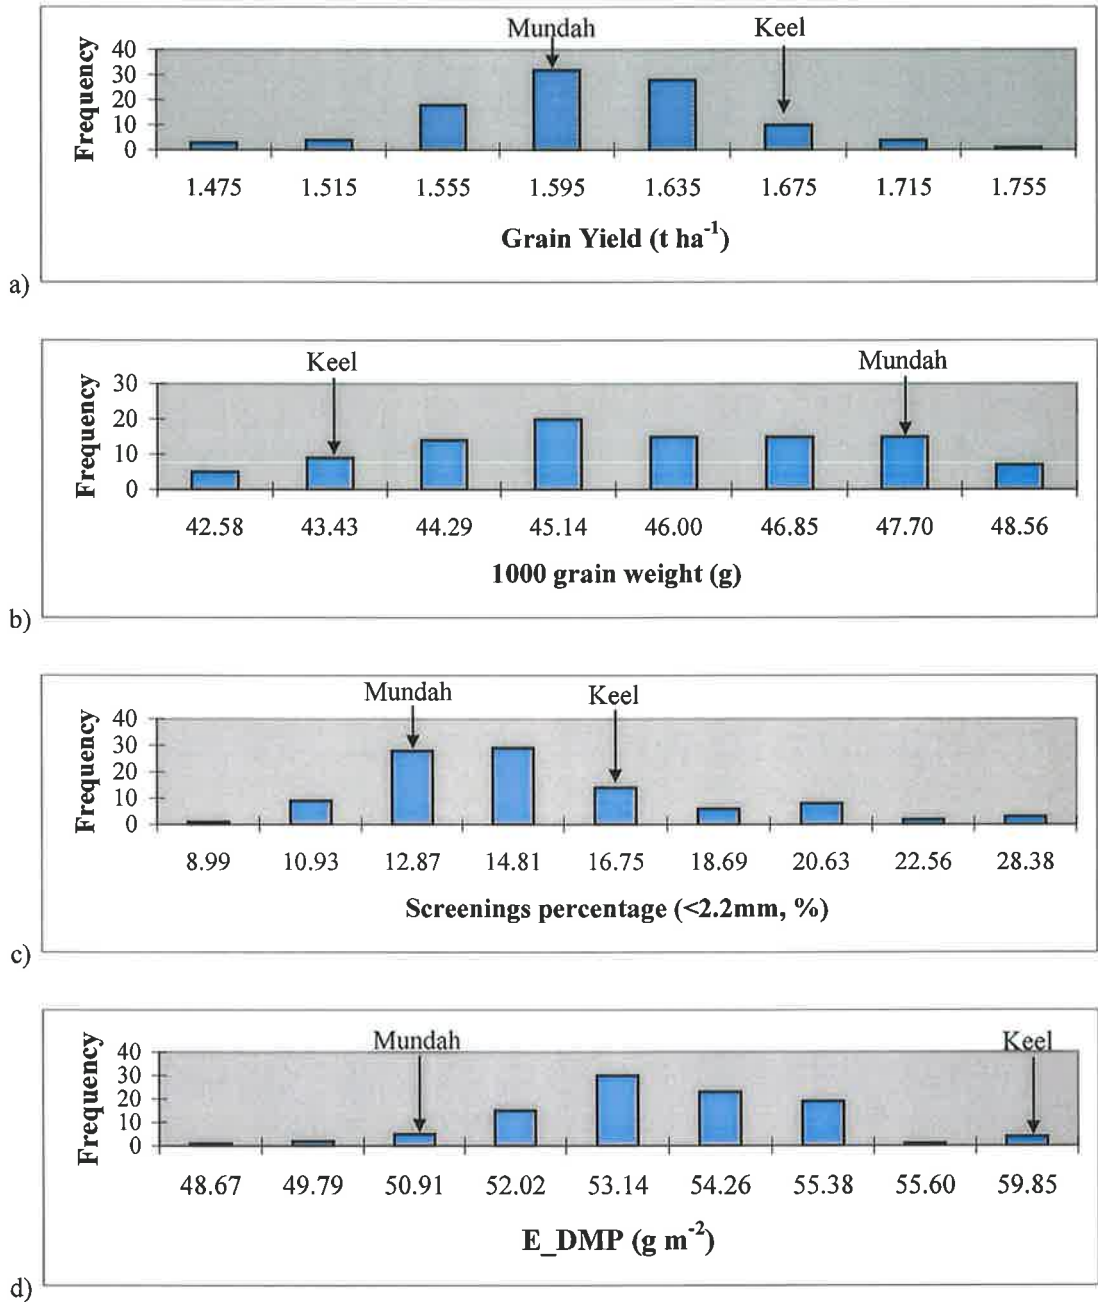 Mundah Keel
Frequency
40
30
20
10
0
1.475 1.515 1.555 1.595 1.635 1.675 1.715 1.755
Grain Yield (t ha⁻¹)
a)
Keel Mundah
Frequency
30
20
10
0
42.58 43.43 44.29 45.14 46.00 46.85 47.70 48.56
1000 grain weight (g)
b)
Mundah Keel
Frequency
40
30
20
10
0
8.99 10.93 12.87 14.81 16.75 18.69 20.63 22.56 28.38
Screenings percentage (<2.2mm, %)
c)
Mundah Keel
Frequency
40
30
20
10
0
48.67 49.79 50.91 52.02 53.14 54.26 55.38 55.60 59.85
E_DMP (g m⁻²)
d)